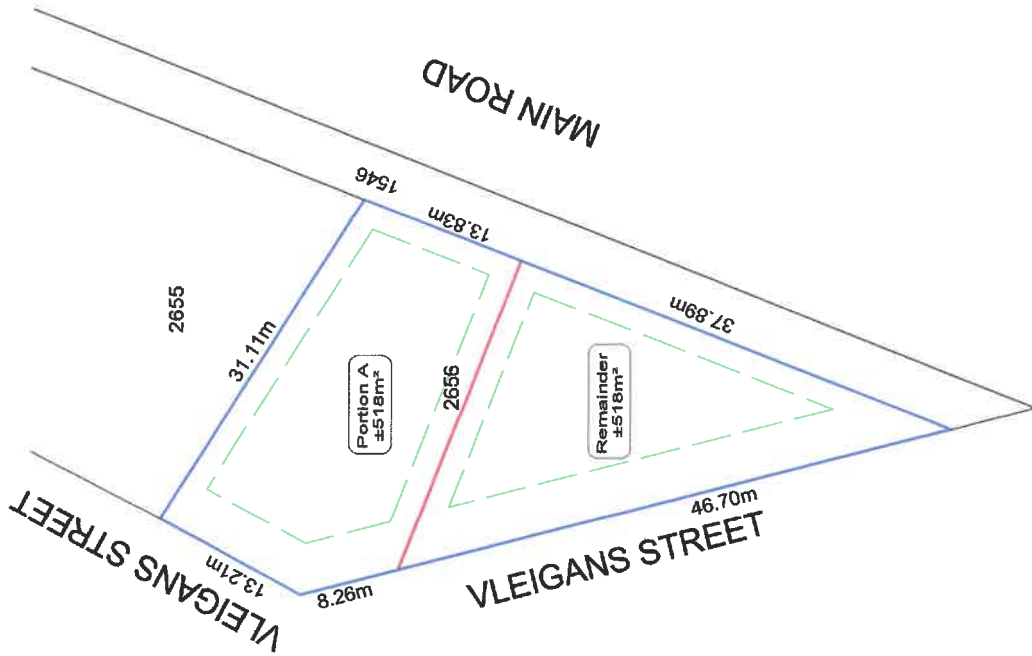 MAIN ROAD
1546
13.83m
2655
31.11m
37.89m
Portion A
±518m²
2656
Remainder
±518m²
VLEIGANS STREET
13.21m
8.26m
46.70m
VLEIGANS STREET